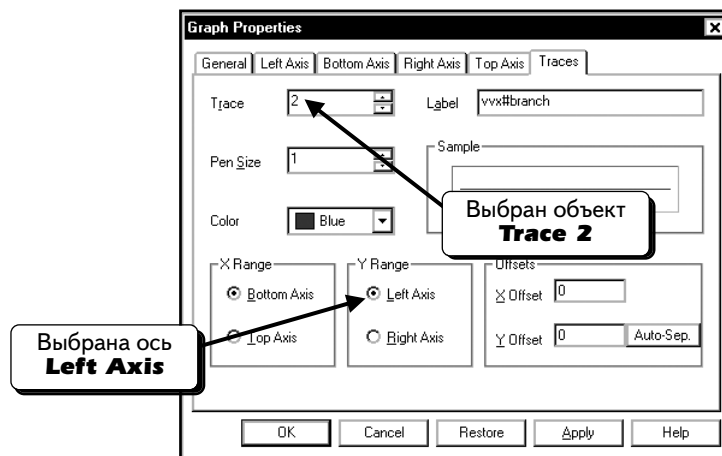 Graph Properties
General Left Axis Bottom Axis Right Axis Top Axis Traces
Trace 2 Label vvx#branch
Pen Size 1 Sample
Color Blue
Выбран объект
Trace 2
X Range Y Range Offsets
Bottom Axis Left Axis X Offset 0
Выбрана ось
Left Axis
Top Axis Right Axis Y Offset 0 Auto-Sep.
OK Cancel Restore Apply Help